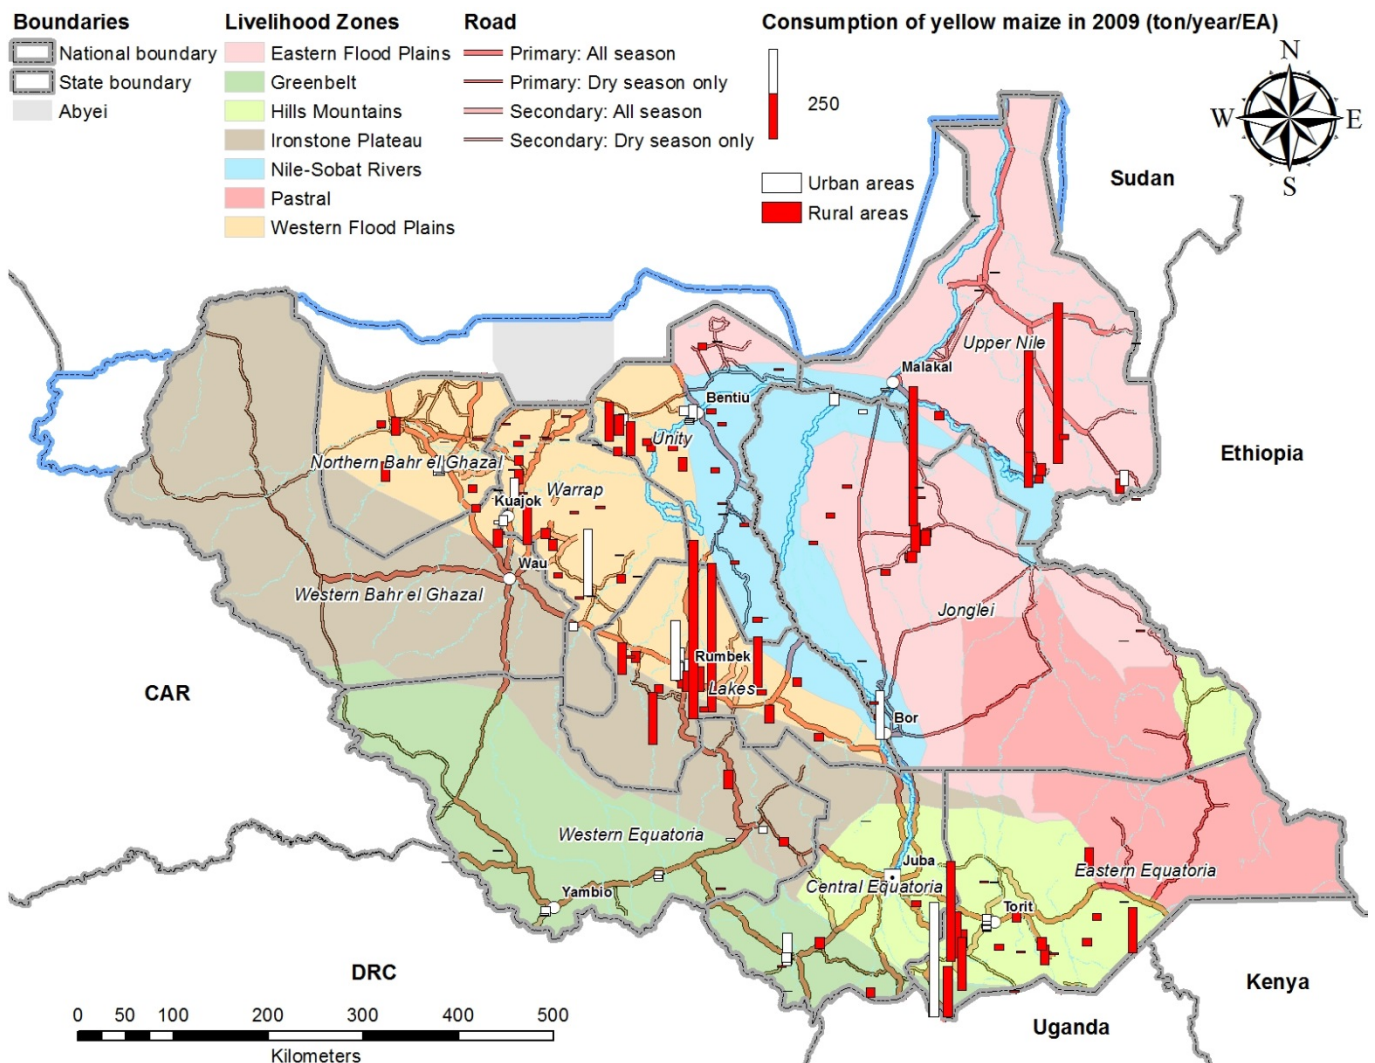 Boundaries
National boundary
State boundary
Abyei
Livelihood Zones
Eastern Flood Plains
Greenbelt
Hills Mountains
Ironstone Plateau
Nile-Sobat Rivers
Pastral
Western Flood Plains
Road
Primary: All season
Primary: Dry season only
Secondary: All season
Secondary: Dry season only
Consumption of yellow maize in 2009 (ton/year/EA)
250
Urban areas
Rural areas
N
W E
S
Sudan
Upper Nile
Malakal
Bentiu
Unity
Ethiopia
Northern Bahr el Ghazal
Warrap
Kuajok
Wau
Western Bahr el Ghazal
Jonglei
Rumbek
Lakes
CAR
Bor
Western Equatoria
Juba
Central Equatoria
Eastern Equatoria
Yambio
Torit
DRC
Kenya
Uganda
0 50 100 200 300 400 500
Kilometers